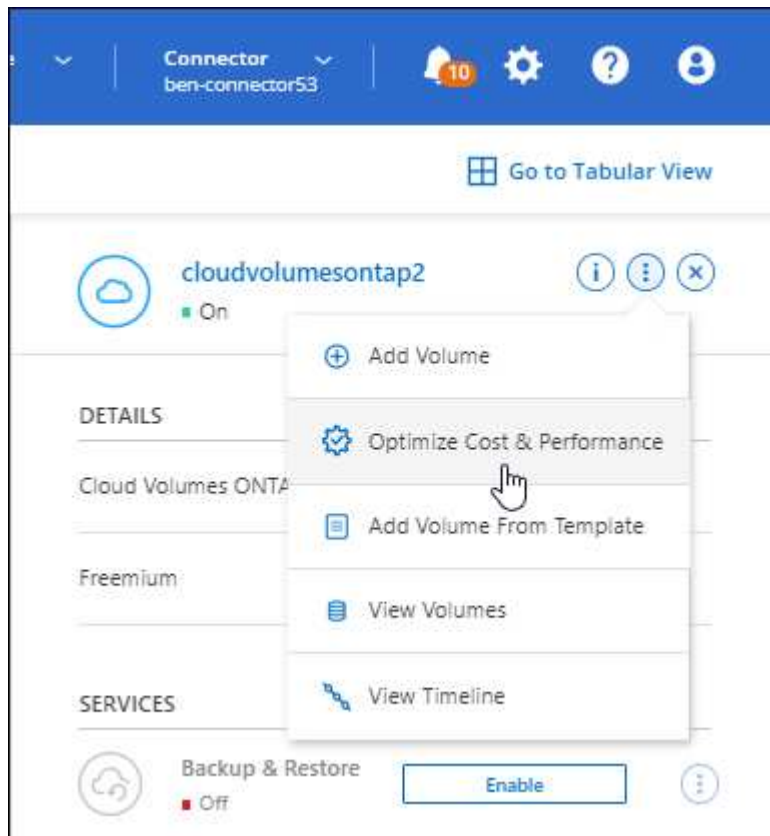 Connector
ben-connector53
10
Go to Tabular View
cloudvolumesontap2
On
Add Volume
DETAILS
Optimize Cost & Performance
Cloud Volumes ONTA
Add Volume From Template
Freemium
View Volumes
View Timeline
SERVICES
Backup & Restore
Enable
Off